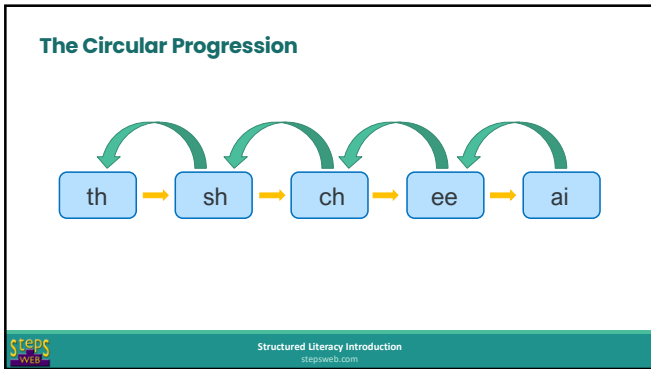 The Circular Progression
th sh ch ee ai
StepS
WEB
Structured Literacy Introduction
stepsweb.com